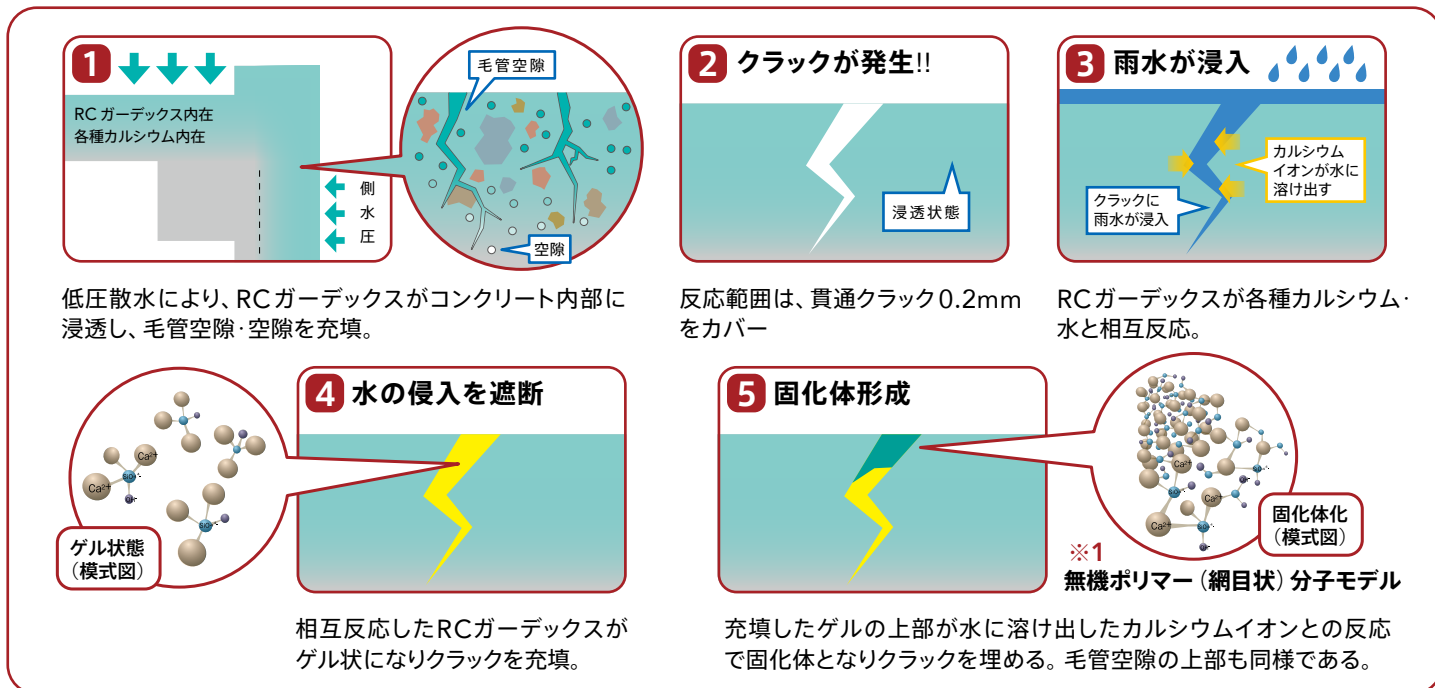 1
RCガーデックス内在
各種カルシウム内在
側
水
圧
毛管空隙
空隙
低圧散水により、RCガーデックスがコンクリート内部に
浸透し、毛管空隙·空隙を充填。
2 クラックが発生!!
浸透状態
反応範囲は、貫通クラック0.2mm
をカバー
3 雨水が浸入
カルシウム
イオンが水に
溶け出す
クラックに
雨水が浸入
RCガーデックスが各種カルシウム·
水と相互反応。
Ca²⁺
Ca²⁺
ゲル状態
(模式図)
4 水の侵入を遮断
相互反応したRCガーデックスが
ゲル状になりクラックを充填。
5 固化体形成
Ca²⁺
Ca²⁺
Ca²⁺
固化体化
(模式図)
※1
無機ポリマー(網目状)分子モデル
充填したゲルの上部が水に溶け出したカルシウムイオンとの反応
で固化体となりクラックを埋める。毛管空隙の上部も同様である。